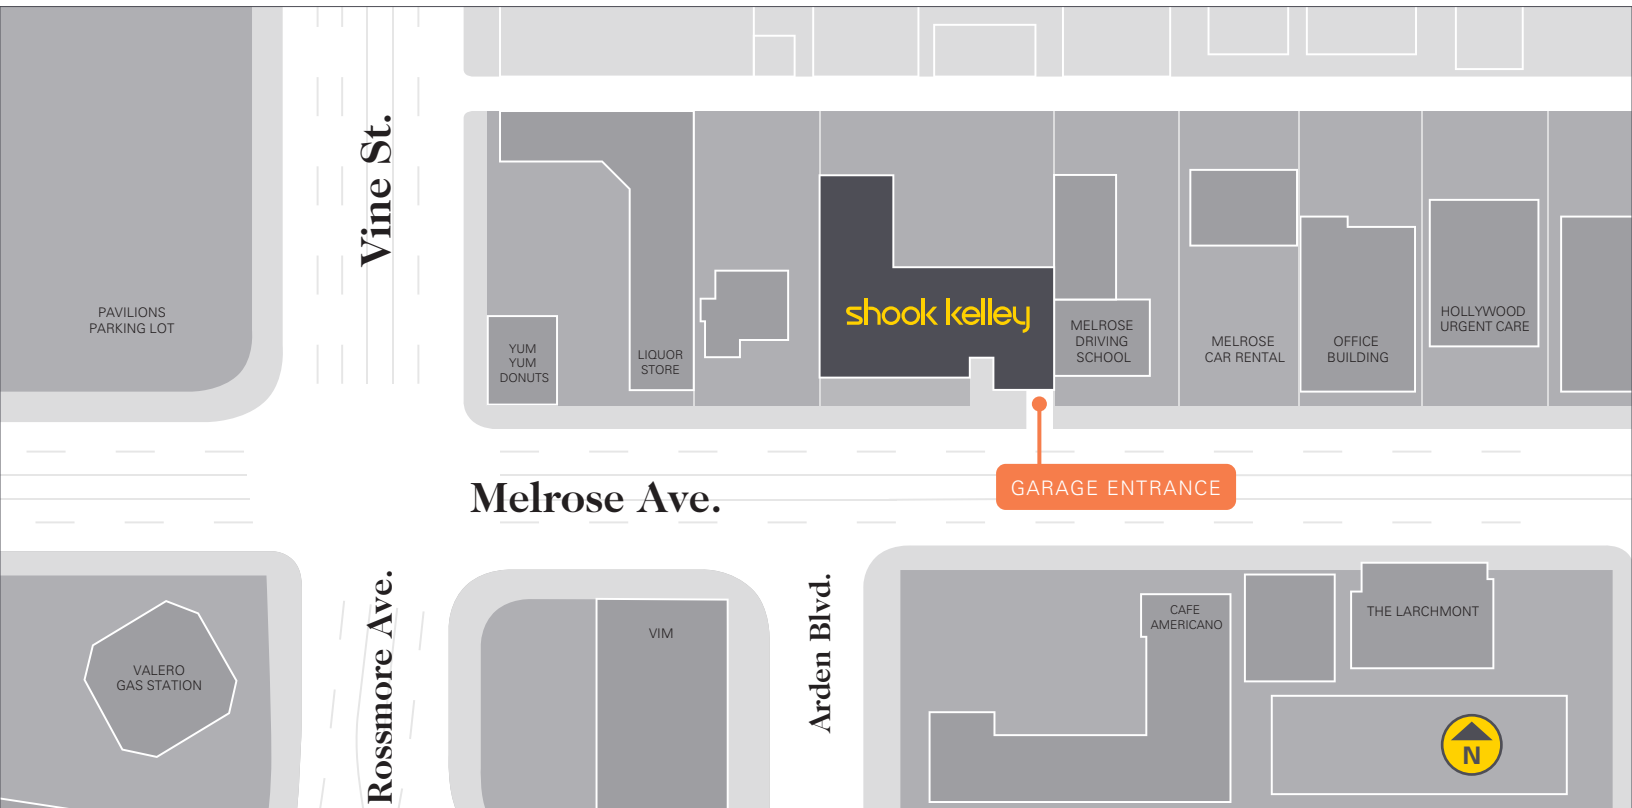 Vine St.
PAVILIONS
PARKING LOT
YUM
YUM
DONUTS
LIQUOR
STORE
shook kelley
MELROSE
DRIVING
SCHOOL
MELROSE
CAR RENTAL
OFFICE
BUILDING
HOLLYWOOD
URGENT CARE
Melrose Ave.
GARAGE ENTRANCE
VALERO
GAS STATION
Rossmore Ave.
VIM
Arden Blvd.
CAFE
AMERICANO
THE LARCHMONT
N